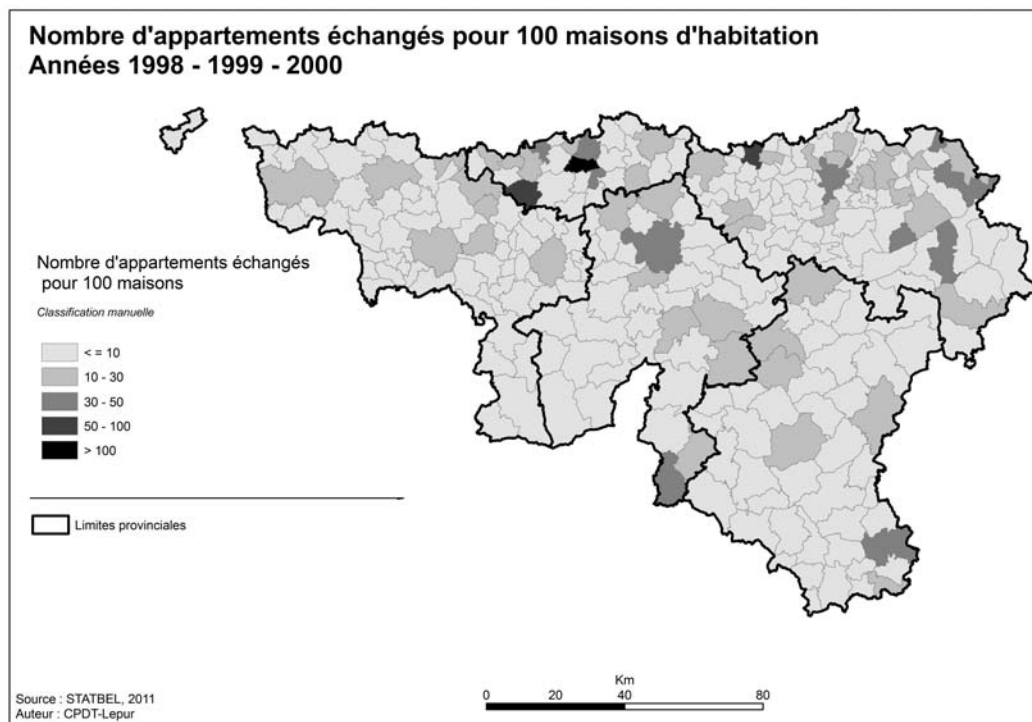 Nombre d'appartements échangés pour 100 maisons d'habitation
Années 1998 - 1999 - 2000
Nombre d'appartements échangés
pour 100 maisons
Classification manuelle
< = 10
10 - 30
30 - 50
50 - 100
> 100
Limites provinciales
Source : STATBEL, 2011
Auteur : CPDT-Lepur
Km
0 20 40 80